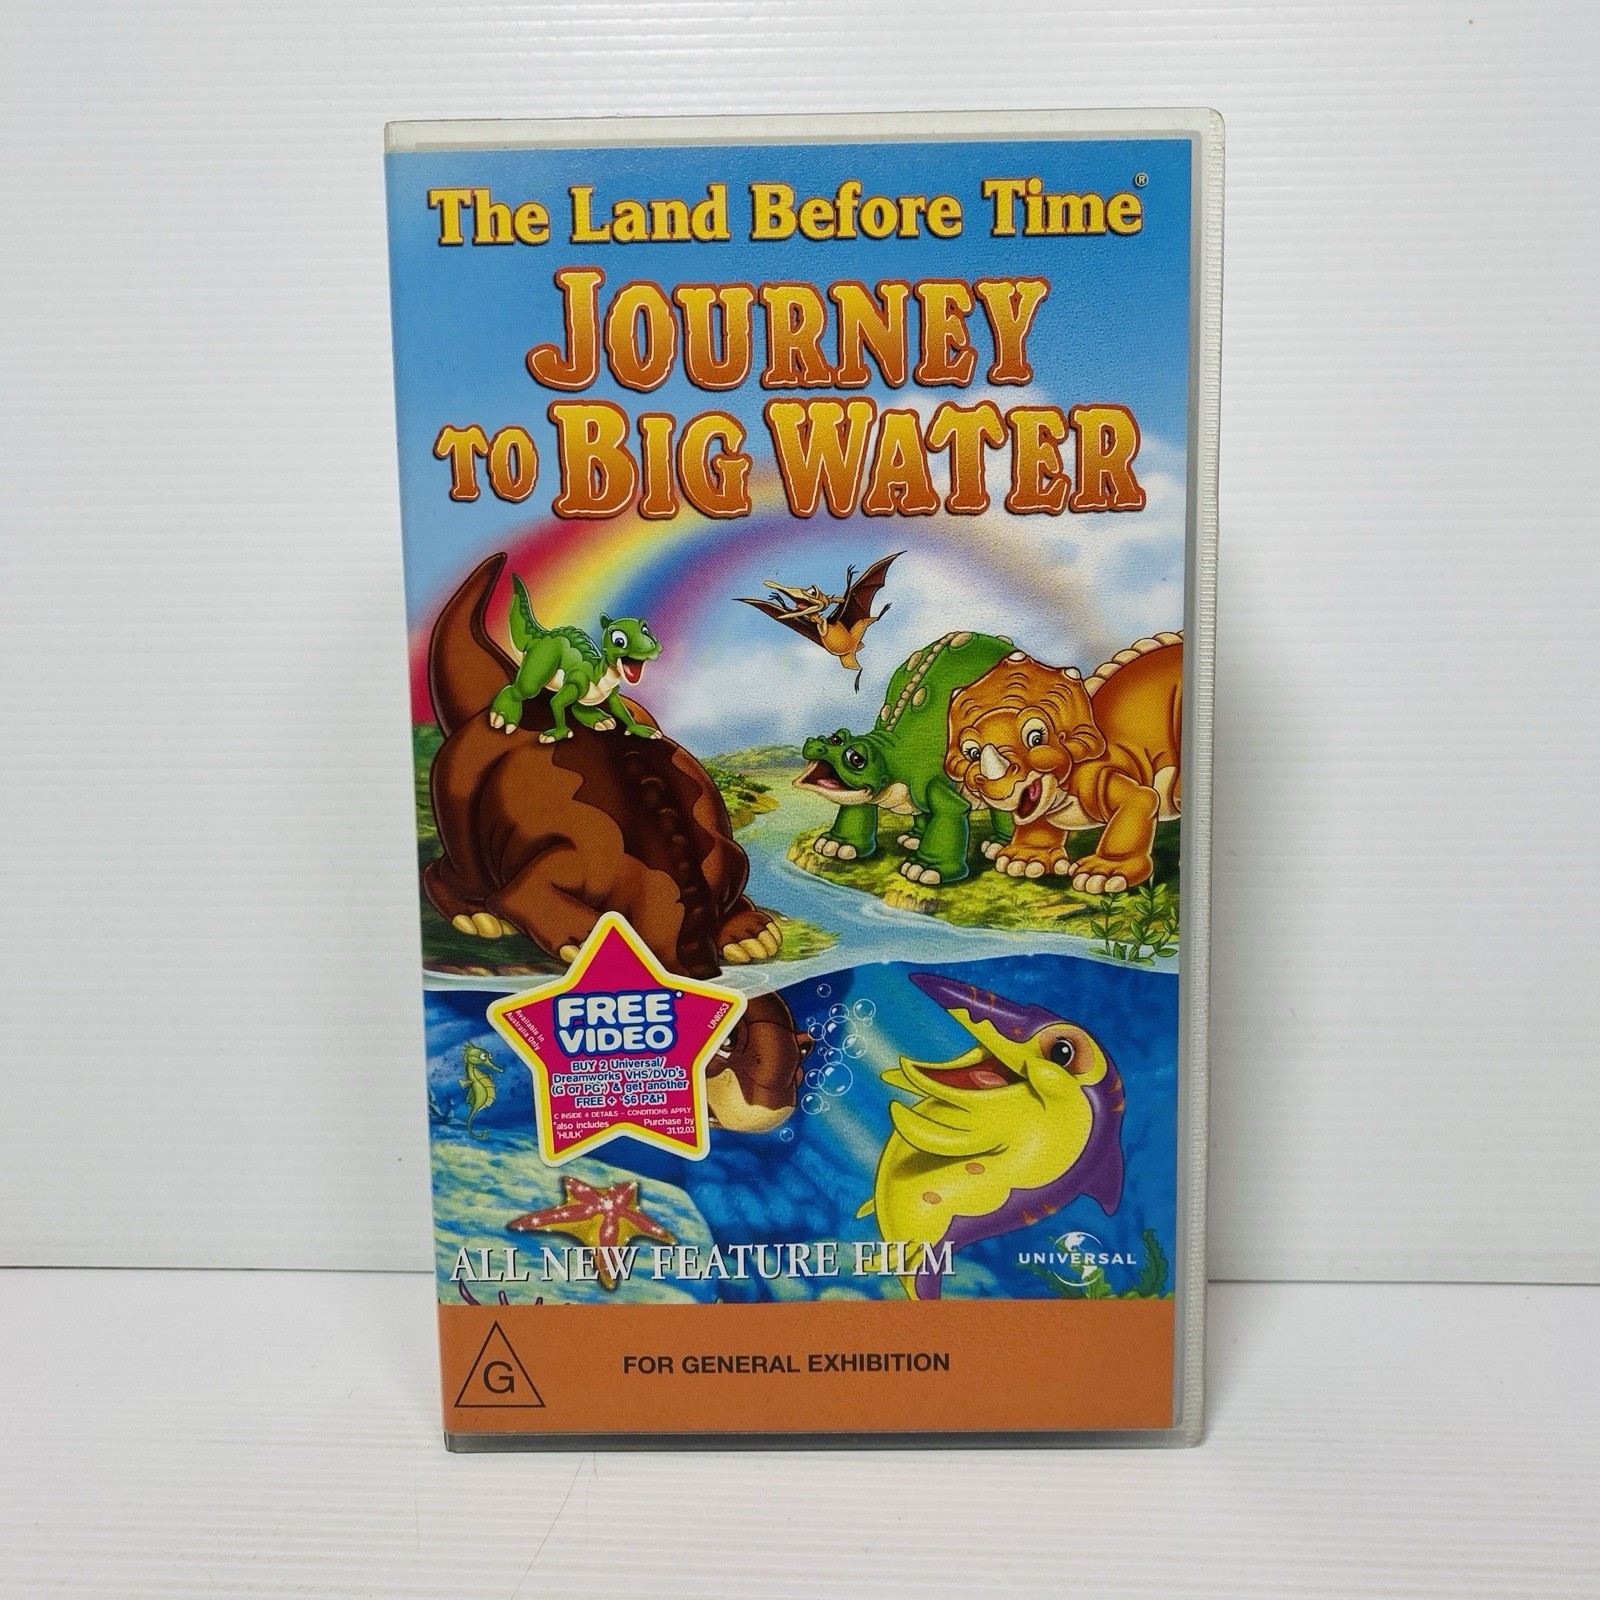 The Land Before Time®
JOURNEY
TO BIG WATER
FREE*
VIDEO
Available In
Australia Only
UNI053
BUY 2 Universal/
Dreamworks VHS/DVD's
(G or PG*) & get another
FREE + $6 P&H
C INSIDE 4 DETAILS - CONDITIONS APPLY
*also includes
'HULK'
Purchase by
31.12.03
ALL NEW FEATURE FILM
UNIVERSAL
G
FOR GENERAL EXHIBITION